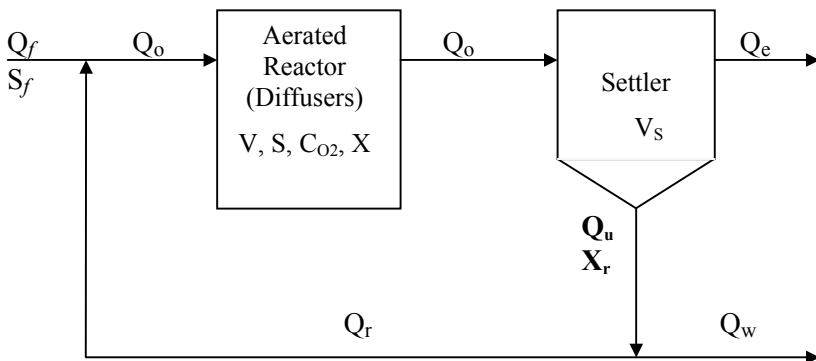 Q_f
S_f
Q_o
Aerated
Reactor
(Diffusers)
V, S, C_O2, X
Q_o
Settler
V_S
Q_e
Q_u
X_r
Q_r
Q_w